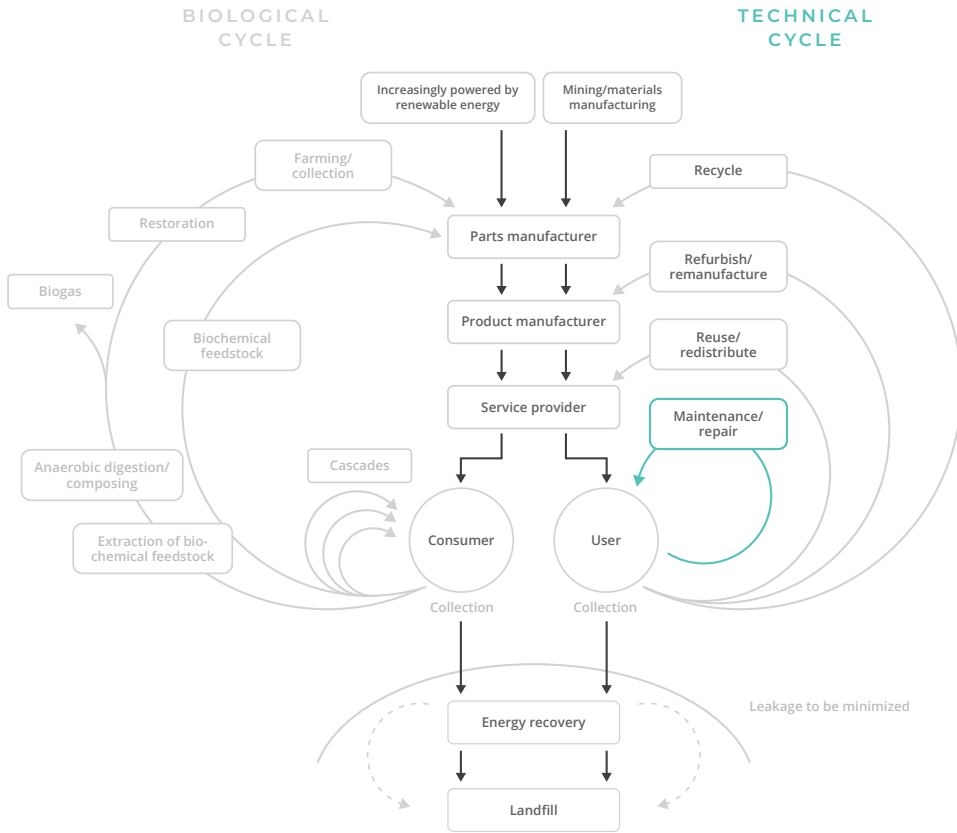 BIOLOGICAL
CYCLE
TECHNICAL
CYCLE
Increasingly powered by
renewable energy
Mining/materials
manufacturing
Farming/
collection
Recycle
Restoration
Parts manufacturer
Refurbish/
remanufacture
Biogas
Product manufacturer
Biochemical
feedstock
Reuse/
redistribute
Service provider
Maintenance/
repair
Anaerobic digestion/
composing
Cascades
Extraction of bio-
chemical feedstock
Consumer
User
Collection
Collection
Leakage to be minimized
Energy recovery
Landfill